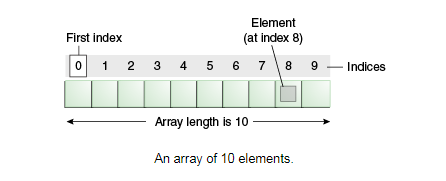 Element
First index (at index 8)
0 1 2 3 4 5 6 7 8 9 Indices
Array length is 10
An array of 10 elements.